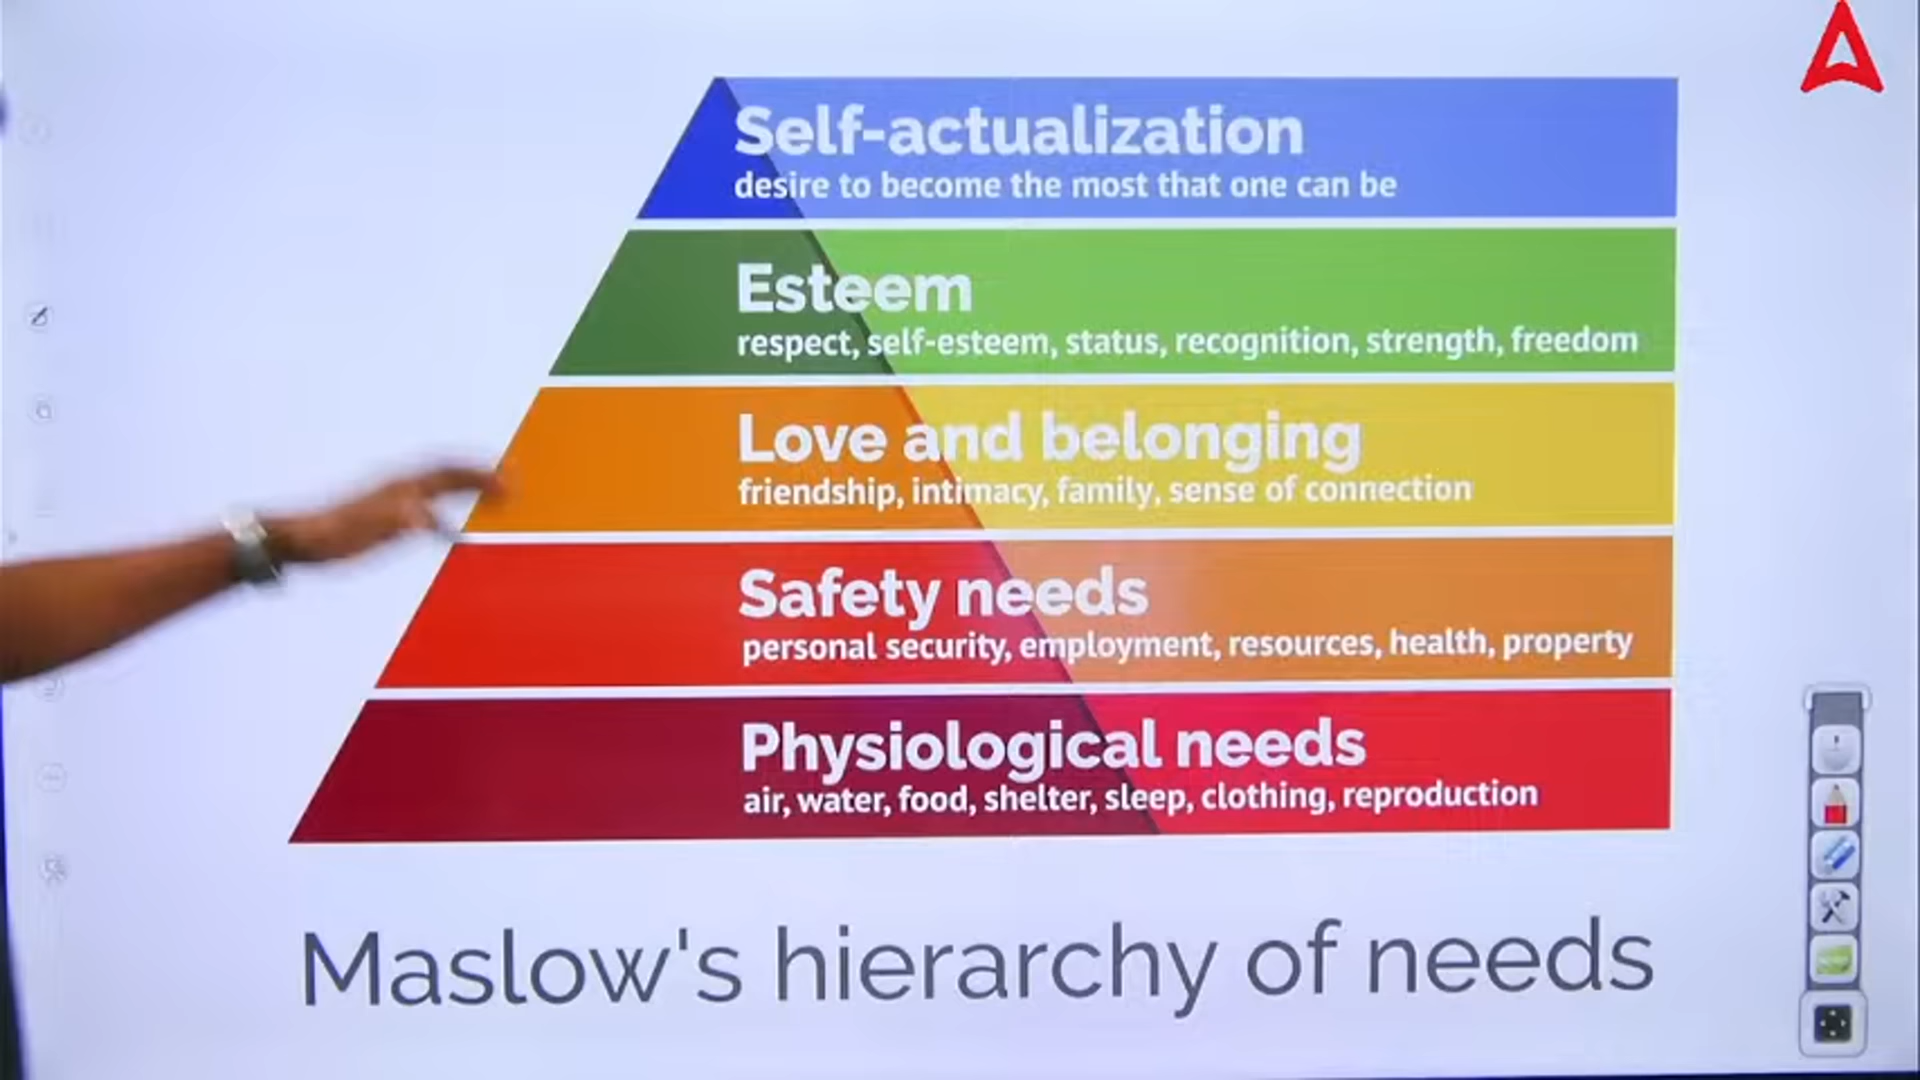 Self-actualization
desire to become the most that one can be
Esteem
respect, self-esteem, status, recognition, strength, freedom
Love and belonging
friendship, intimacy, family, sense of connection
Safety needs
personal security, employment, resources, health, property
Physiological needs
air, water, food, shelter, sleep, clothing, reproduction
Maslow's hierarchy of needs